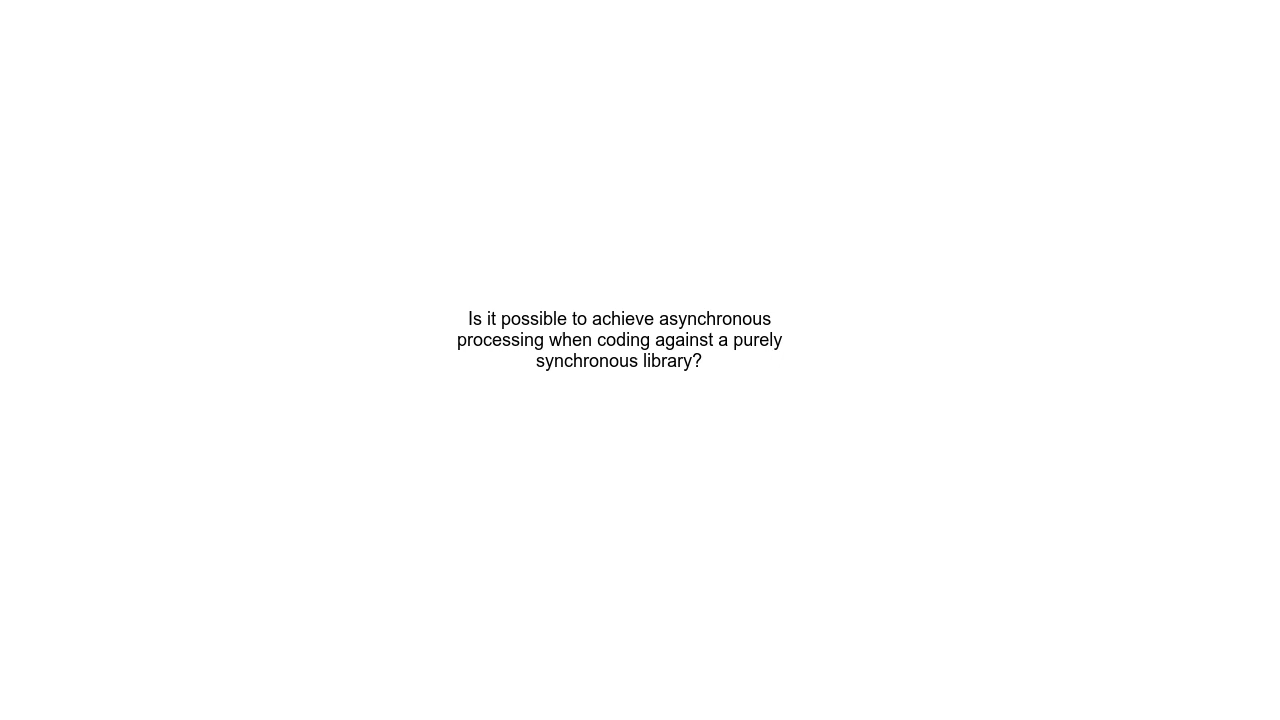 Is it possible to achieve asynchronous
processing when coding against a purely
synchronous library?